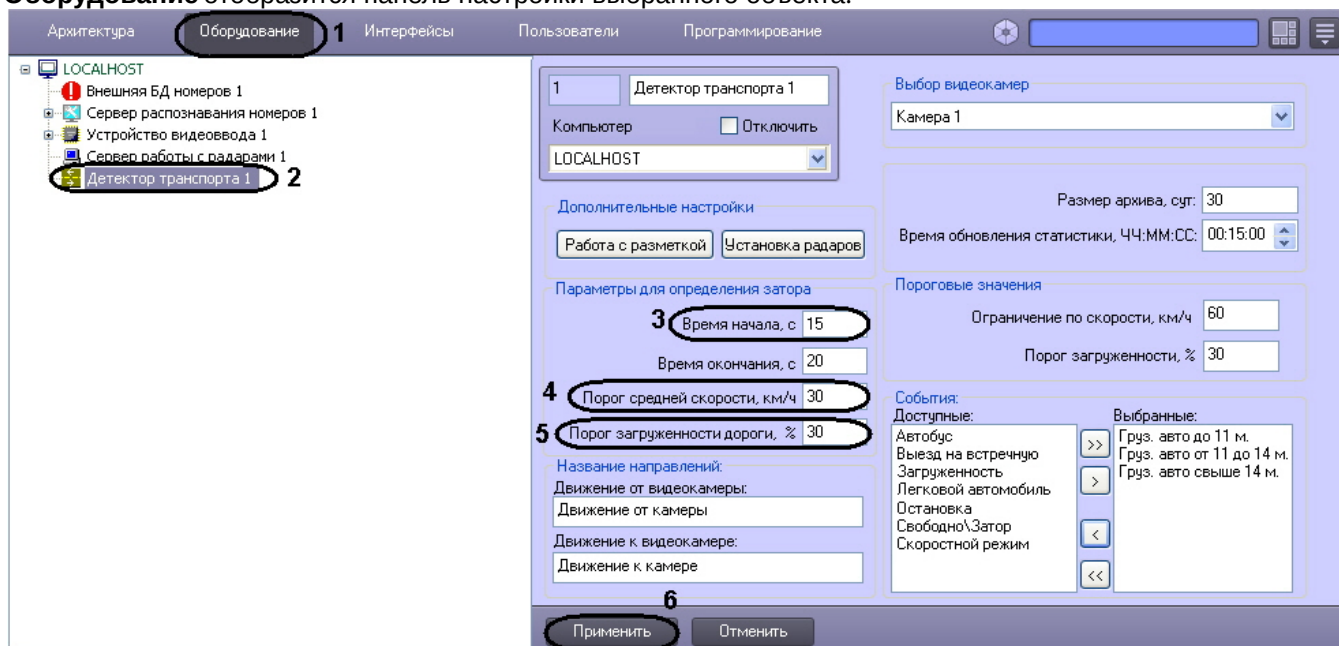 Оборудование отобразится панель настройки выбранного объекта.
Архитектура Оборудование 1 Интерфейсы Пользователи Программирование
LOCALHOST
Внешняя БД номеров 1
Сервер распознавания номеров 1
Устройство видеоввода 1
Сервер работы с радарами 1
Детектор транспорта 1 2
1 Детектор транспорта 1
Компьютер Отключить
LOCALHOST
Дополнительные настройки
Работа с разметкой Установка радаров
Параметры для определения затора
3 Время начала, с 15
Время окончания, с 20
4 Порог средней скорости, км/ч 30
5 Порог загруженности дороги, % 30
Название направлений:
Движение от видеокамеры:
Движение от камеры
Движение к видеокамере:
Движение к камере
Выбор видеокамер
Камера 1
Размер архива, сут: 30
Время обновления статистики, ЧЧ:ММ:СС: 00:15:00
Пороговые значения
Ограничение по скорости, км/ч 60
Порог загруженности, % 30
События:
Доступные:
Автобус
Выезд на встречную
Загруженность
Легковой автомобиль
Остановка
Свободно\Затор
Скоростной режим
>>
>
<
<<
Выбранные:
Груз. авто до 11 м.
Груз. авто от 11 до 14 м.
Груз. авто свыше 14 м.
6
Применить Отменить